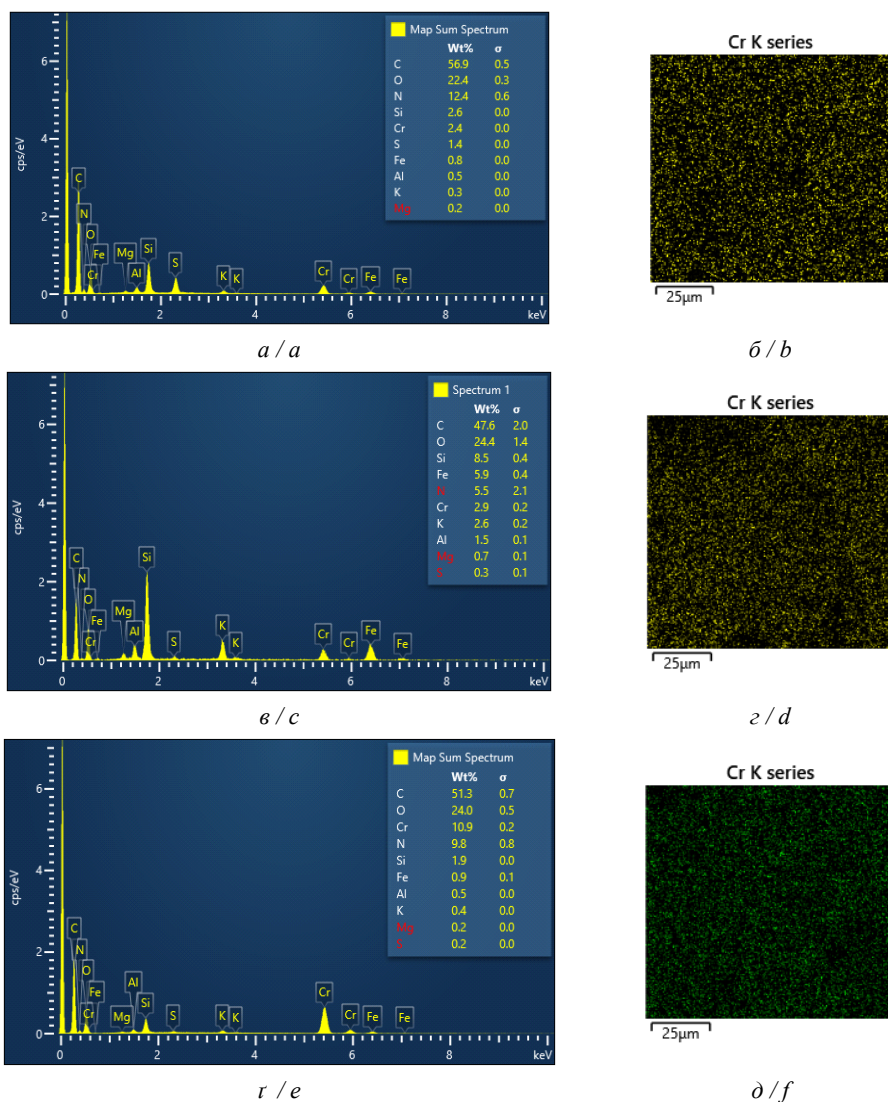 Map Sum Spectrum
Wt% σ
C 56.9 0.5
O 22.4 0.3
N 12.4 0.6
Si 2.6 0.0
Cr 2.4 0.0
S 1.4 0.0
Fe 0.8 0.0
Al 0.5 0.0
K 0.3 0.0
Mg 0.2 0.0
cps/eV
6
4
2
0
C
N
O
Fe
Cr
Mg
Al
Si
S
K
K
Cr
Cr
Fe
Fe
0 2 4 6 8 keV
а / a
Cr K series
25μm
б / b
Spectrum 1
Wt% σ
C 47.6 2.0
O 24.4 1.4
Si 8.5 0.4
Fe 5.9 0.4
N 5.5 2.1
Cr 2.9 0.2
K 2.6 0.2
Al 1.5 0.1
Mg 0.7 0.1
S 0.3 0.1
cps/eV
6
4
2
0
C
N
O
Fe
Cr
Mg
Al
Si
S
K
K
Cr
Cr
Fe
Fe
0 2 4 6 8 keV
в / c
Cr K series
25μm
г / d
Map Sum Spectrum
Wt% σ
C 51.3 0.7
O 24.0 0.5
Cr 10.9 0.2
N 9.8 0.8
Si 1.9 0.0
Fe 0.9 0.1
Al 0.5 0.0
K 0.4 0.0
Mg 0.2 0.0
S 0.2 0.0
cps/eV
6
4
2
0
C
N
O
Fe
Cr
Mg
Al
Si
S
K
K
Cr
Cr
Fe
Fe
0 2 4 6 8 keV
ґ / e
Cr K series
25μm
д / f